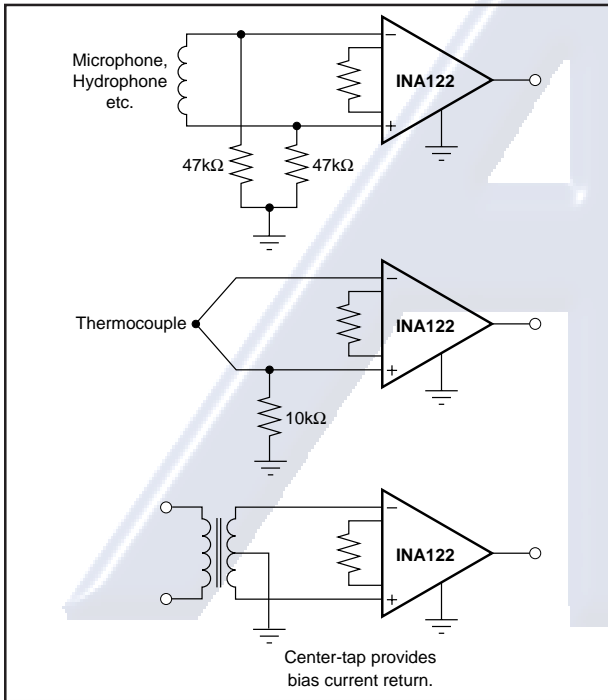 Microphone,
Hydrophone
etc.
−
INA122
+
47kΩ
47kΩ
−
Thermocouple
INA122
+
10kΩ
−
INA122
+
Center-tap provides
bias current return.